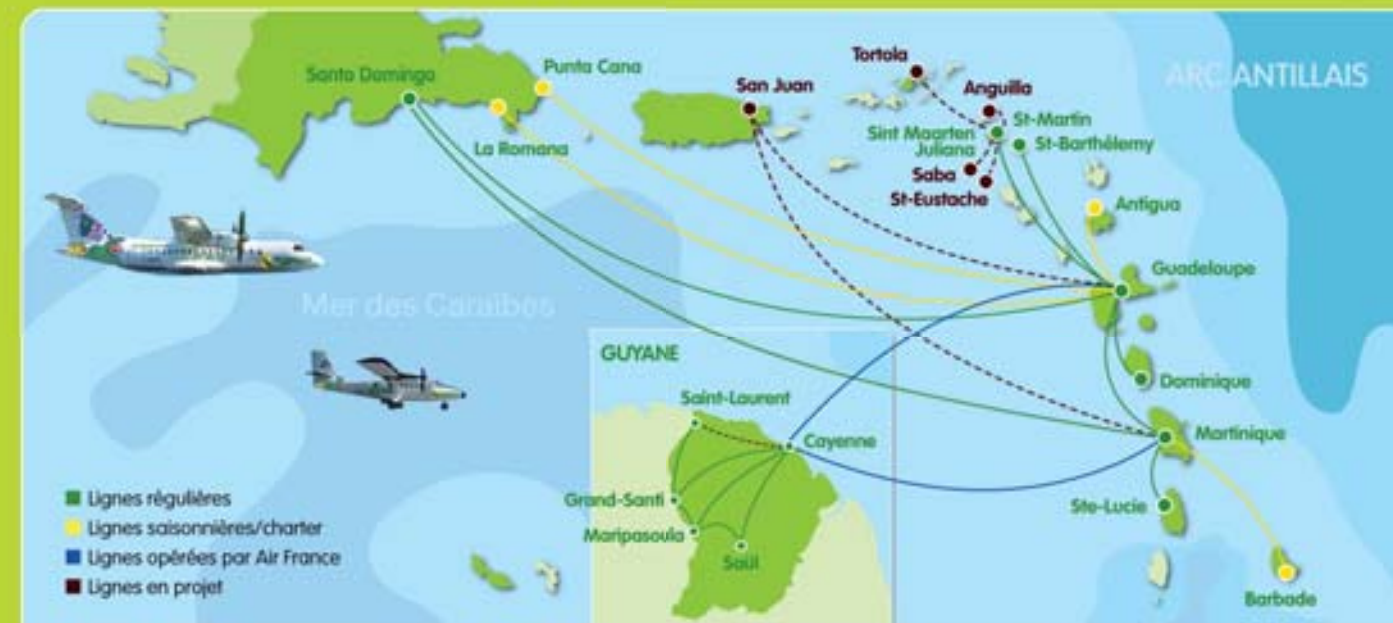 ARC ANTILLAIS
Santo Domingo
Punta Cana
La Romana
San Juan
Tortola
Anguilla
St-Martin
Sint Maarten
Juliana
St-Barthélemy
Saba
St-Eustache
Antigua
Guadeloupe
Mer des Caraïbes
Dominique
Martinique
Ste-Lucie
Barbade
GUYANE
Saint-Laurent
Cayenne
Grand-Santi
Maripasoula
Saül
Lignes régulières
Lignes saisonnières/charter
Lignes opérées par Air France
Lignes en projet